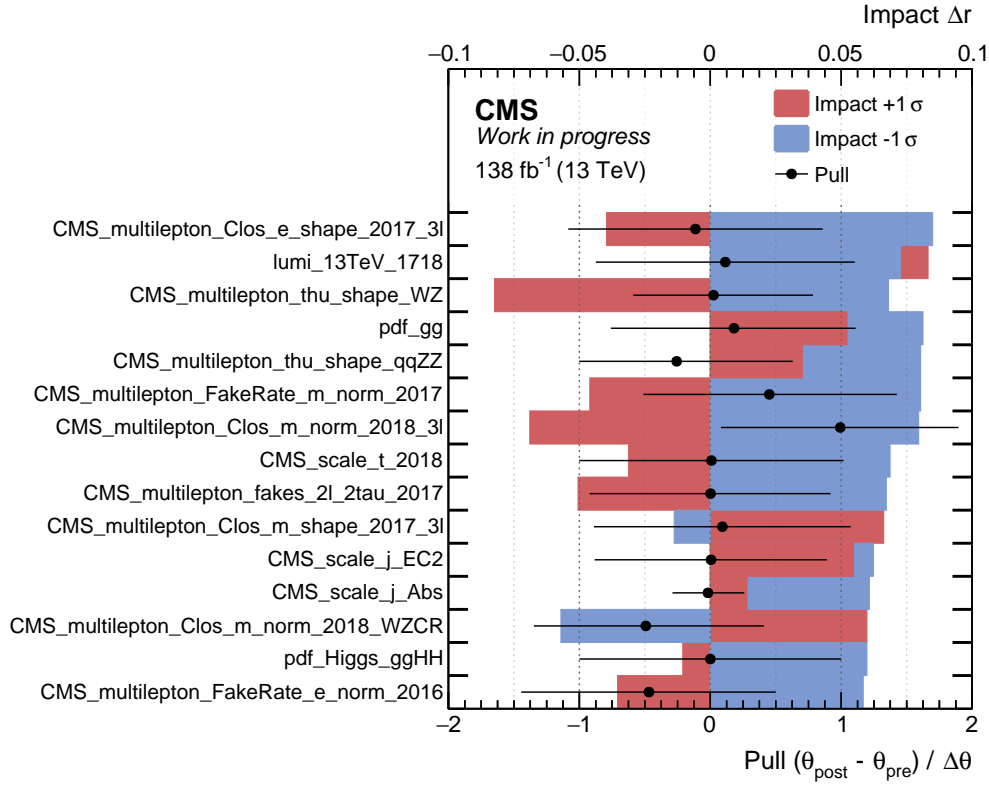 Impact Δr
−0.1 −0.05 0 0.05 0.1
CMS
Work in progress
138 fb⁻¹ (13 TeV)
Impact +1 σ
Impact -1 σ
Pull
CMS_multilepton_Clos_e_shape_2017_3l
lumi_13TeV_1718
CMS_multilepton_thu_shape_WZ
pdf_gg
CMS_multilepton_thu_shape_qqZZ
CMS_multilepton_FakeRate_m_norm_2017
CMS_multilepton_Clos_m_norm_2018_3l
CMS_scale_t_2018
CMS_multilepton_fakes_2l_2tau_2017
CMS_multilepton_Clos_m_shape_2017_3l
CMS_scale_j_EC2
CMS_scale_j_Abs
CMS_multilepton_Clos_m_norm_2018_WZCR
pdf_Higgs_ggHH
CMS_multilepton_FakeRate_e_norm_2016
−2 −1 0 1 2
Pull (θpost - θpre) / Δθ